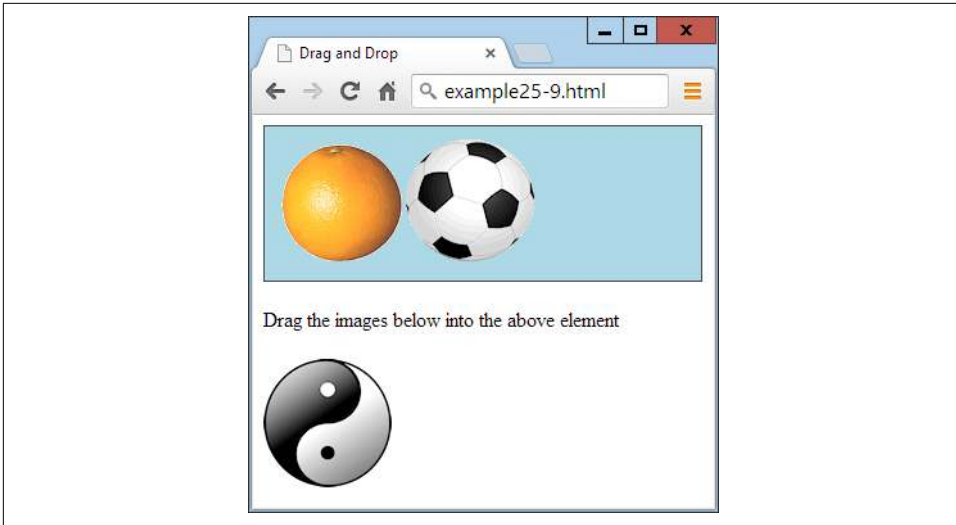 Drag and Drop
example25-9.html
Drag the images below into the above element